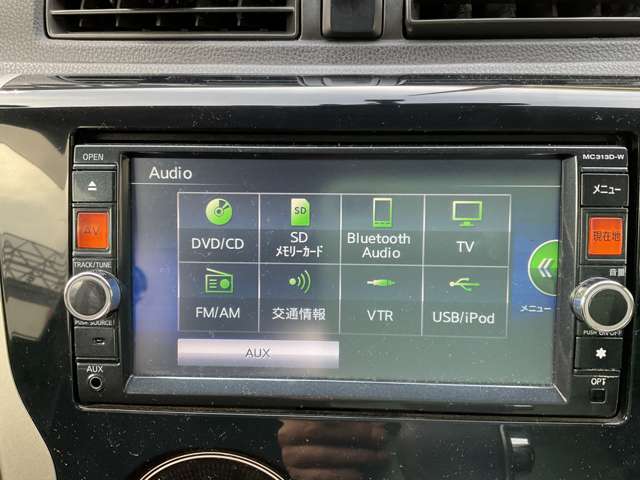 OPEN
MC315D-W
Audio
メニュー
AV
現在地
DVD/CD
SD
メモリーカード
Bluetooth
Audio
TV
TRACK/TUNE
音量
メニュー
FM/AM
交通情報
VTR
USB/iPod
PUSH SOURCE
PUSH ON/OFF
AUX
AUX
OPT